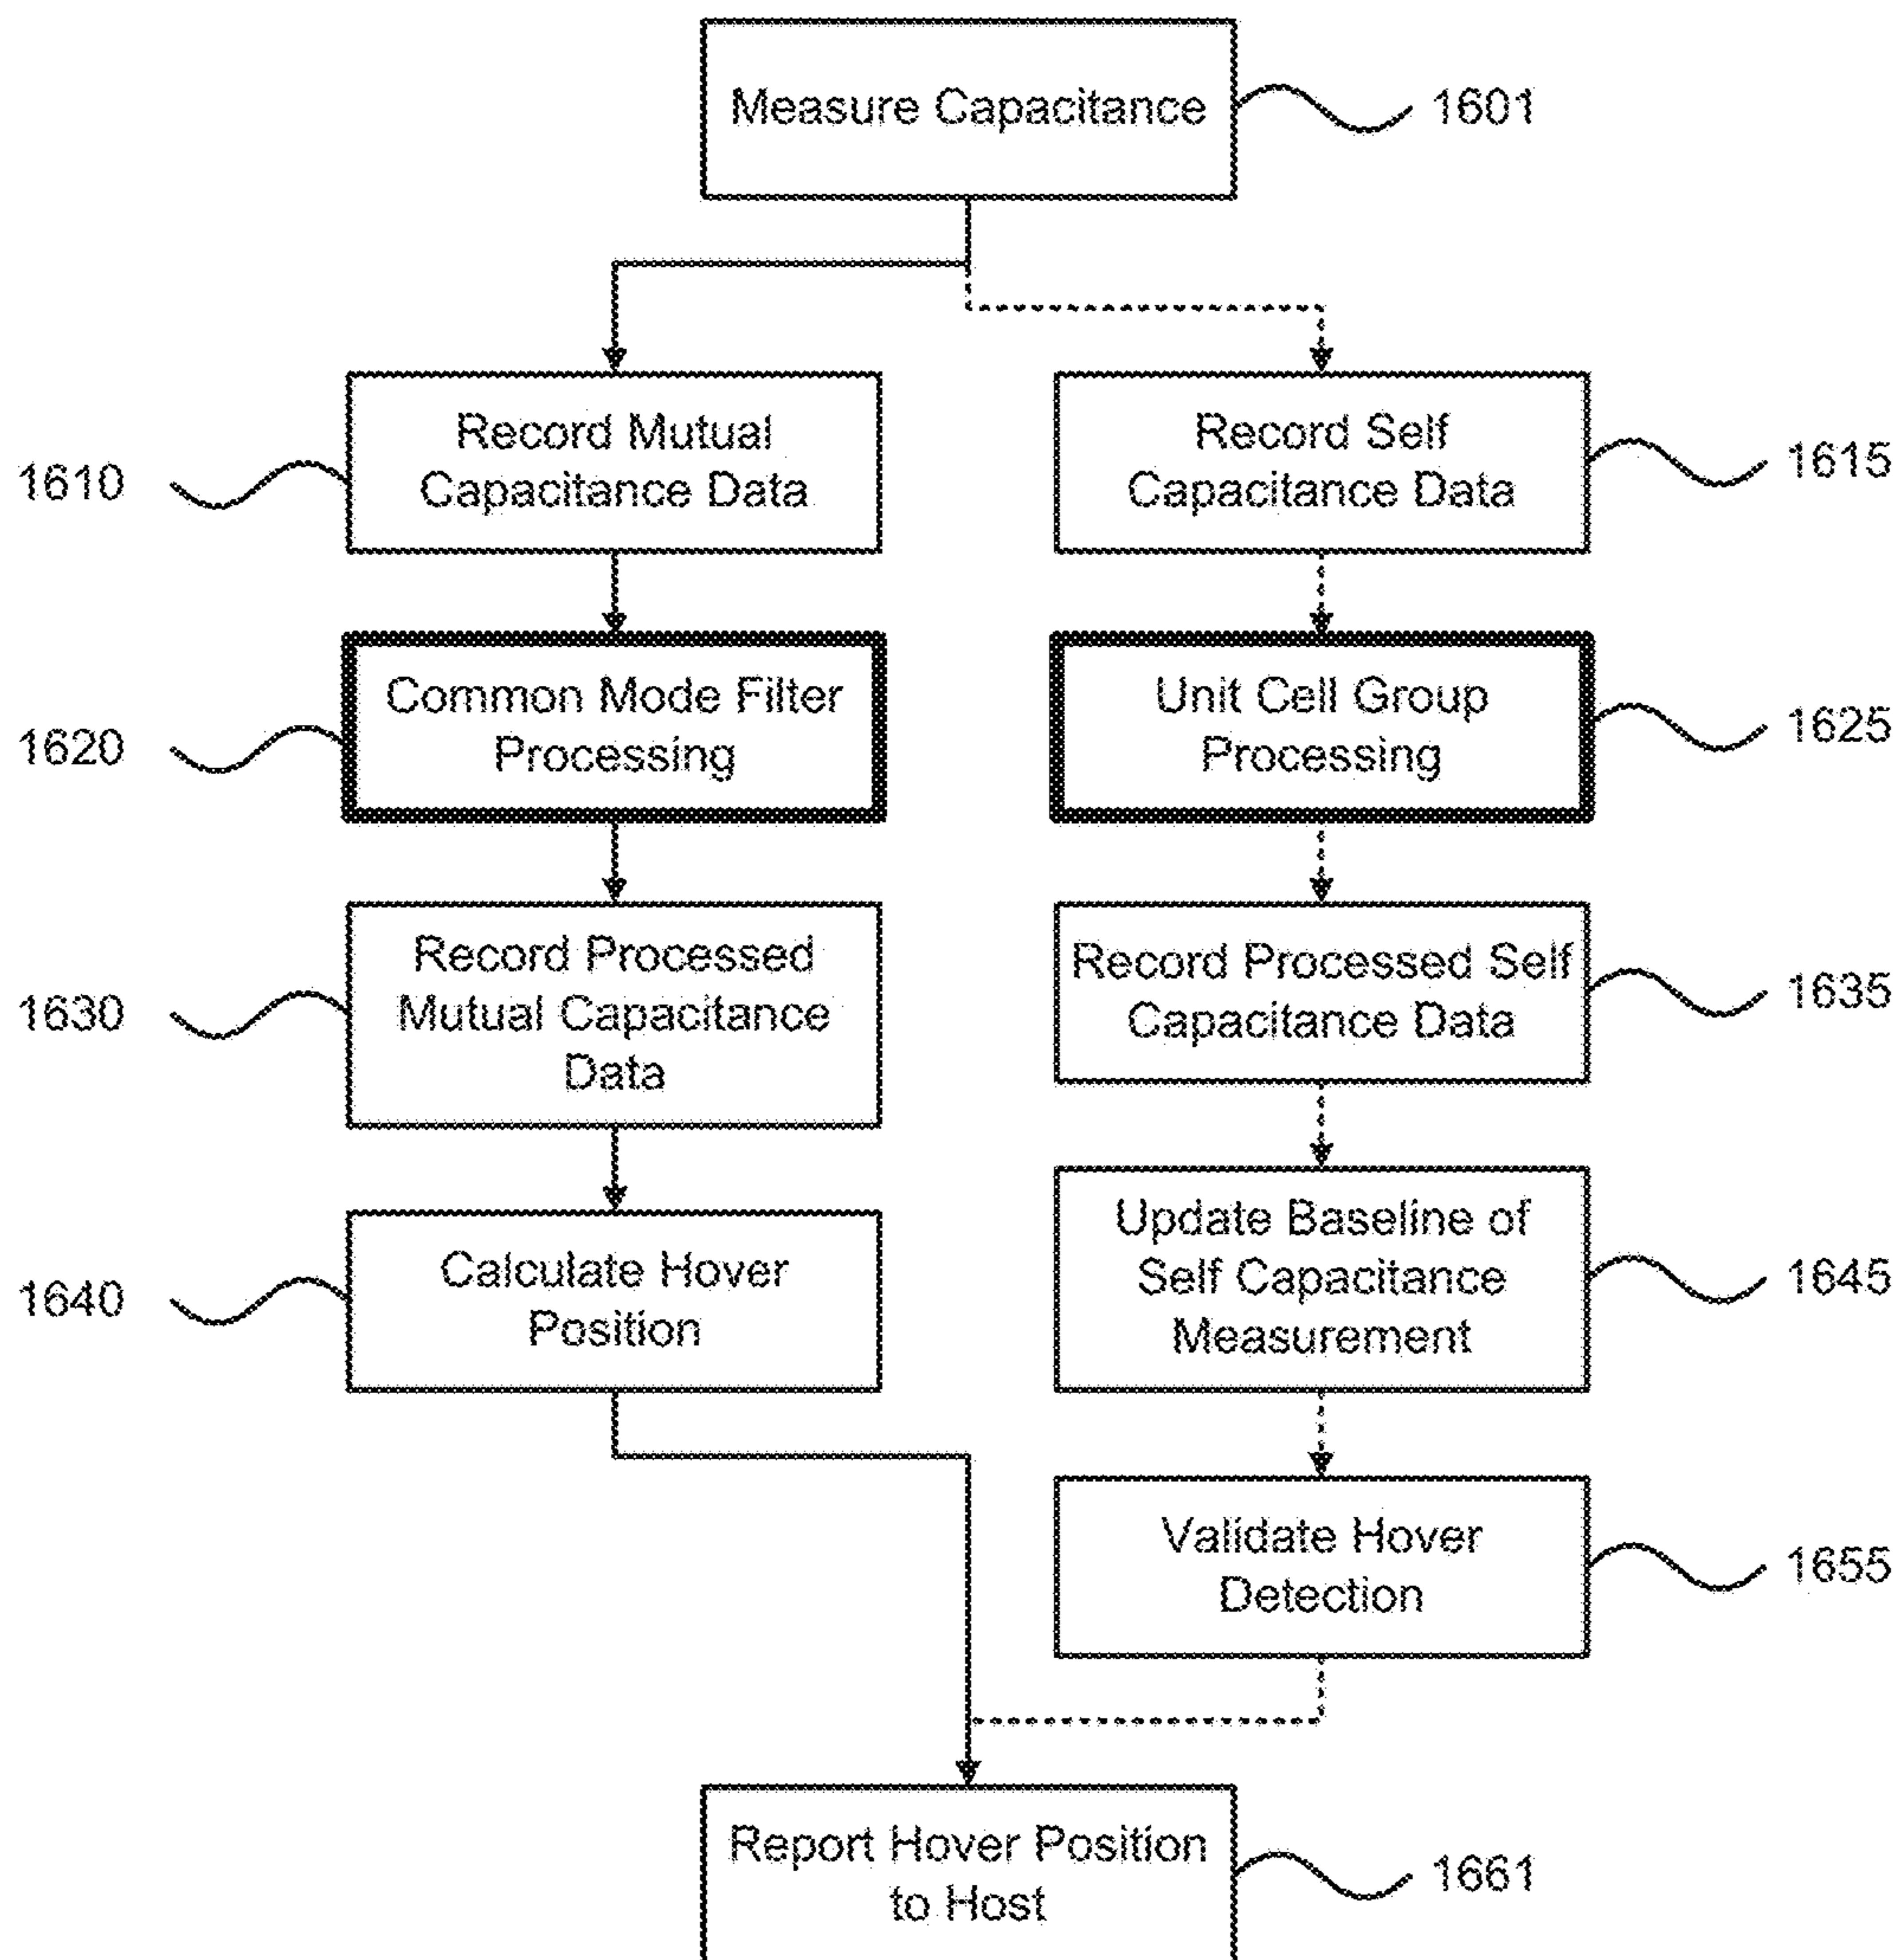 Measure Capacitance
1601
Record Mutual
Capacitance Data
1610
Record Self
Capacitance Data
1615
Common Mode Filter
Processing
1620
Unit Cell Group
Processing
1625
Record Processed
Mutual Capacitance
Data
1630
Record Processed Self
Capacitance Data
1635
Calculate Hover
Position
1640
Update Baseline of
Self Capacitance
Measurement
1645
Validate Hover
Detection
1655
Report Hover Position
to Host
1661